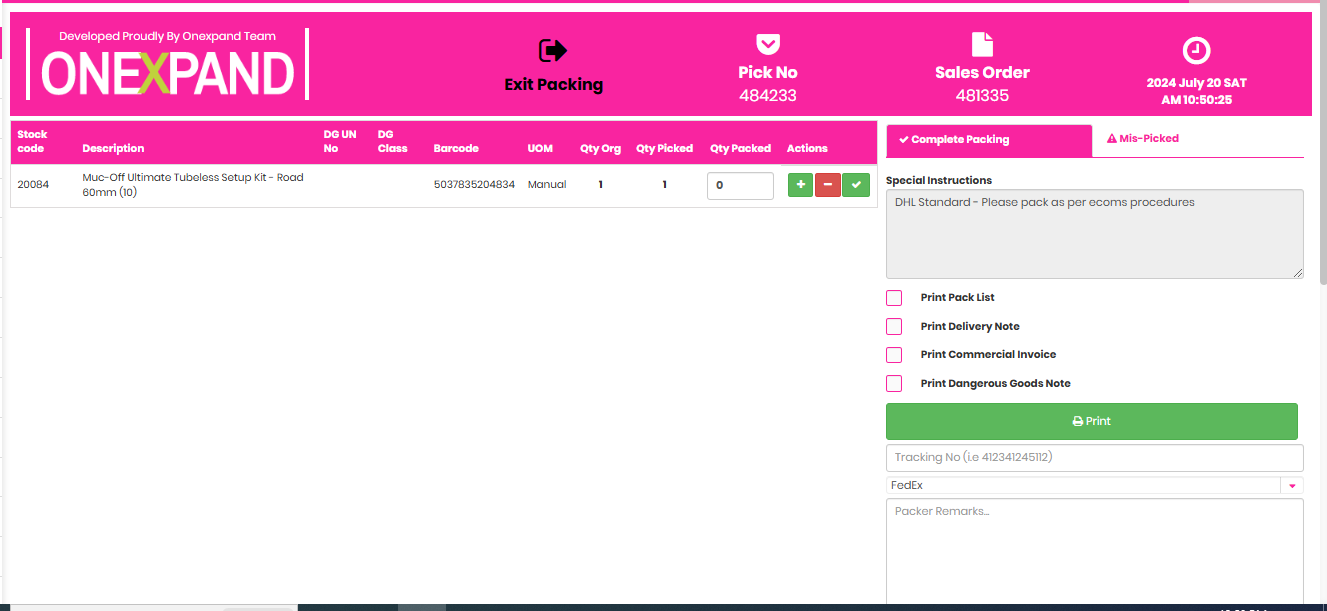 Developed Proudly By Onexpand Team
ONEXPAND
Exit Packing
Pick No
484233
Sales Order
481335
2024 July 20 SAT
AM 10:50:25
Stock code
Description
DG UN No
DG Class
Barcode
UOM
Qty Org
Qty Picked
Qty Packed
Actions
20084
Muc-Off Ultimate Tubeless Setup Kit - Road
60mm (10)
5037835204834
Manual
1
1
0
Complete Packing
Mis-Picked
Special Instructions
DHL Standard - Please pack as per ecoms procedures
Print Pack List
Print Delivery Note
Print Commercial Invoice
Print Dangerous Goods Note
Print
Tracking No (i.e 412341245112)
FedEx
Packer Remarks...